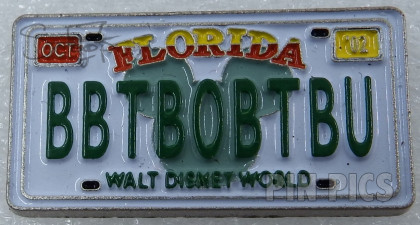 OCT FLORIDA 02
BBTBOBTBU
WALT DISNEY WORLD
PIN PICS